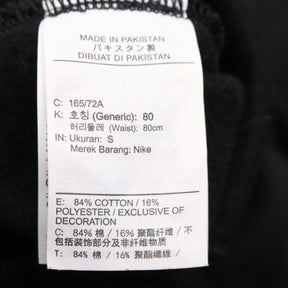 MADE IN PAKISTAN
パキスタン製
DIBUAT DI PAKISTAN
C: 165/72A
K: 호칭 (Generic): 80
허리둘레 (Waist): 80cm
IN: Ukuran: S
Merek Barang: Nike
E: 84% COTTON / 16%
POLYESTER / EXCLUSIVE OF
DECORATION
C: 84% 棉 / 16% 聚酯纤维 / 不
包括装饰部分及非纤维物质
T: 84% 棉 / 16% 聚酯纖維 /